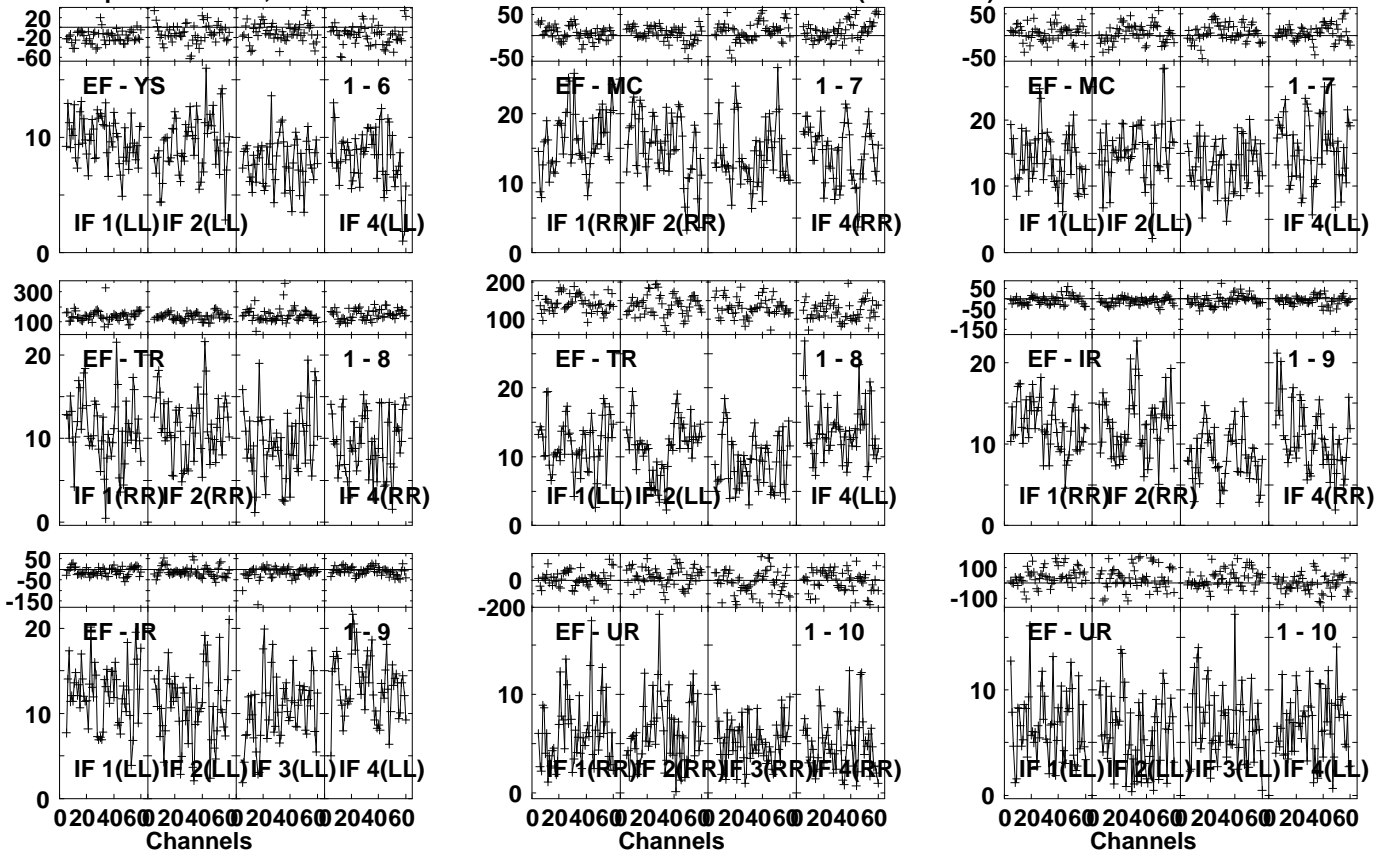 20
-20
-60
EF - YS 1 - 6
10
IF 1(LL) IF 2(LL) IF 4(LL)
0
50
-50
EF - MC 1 - 7
20
10
IF 1(RR) IF 2(RR) IF 4(RR)
0
50
-50
EF - MC 1 - 7
20
10
IF 1(LL) IF 2(LL) IF 4(LL)
0
300
100
EF - TR 1 - 8
20
10
IF 1(RR) IF 2(RR) IF 4(RR)
0
200
100
EF - TR 1 - 8
20
10
IF 1(LL) IF 2(LL) IF 4(LL)
0
50
-50
-150
EF - IR 1 - 9
20
10
IF 1(RR) IF 2(RR) IF 4(RR)
0
50
-50
-150
EF - IR 1 - 9
20
10
IF 1(LL) IF 2(LL) IF 3(LL) IF 4(LL)
0
0 20 40 60 0 20 40 60 0 20 40 60 0 20 40 60
Channels
0
-200
EF - UR 1 - 10
10
IF 1(RR) IF 2(RR) IF 3(RR) IF 4(RR)
0
0 20 40 60 0 20 40 60 0 20 40 60 0 20 40 60
Channels
100
-100
EF - UR 1 - 10
10
IF 1(LL) IF 2(LL) IF 3(LL) IF 4(LL)
0
0 20 40 60 0 20 40 60 0 20 40 60 0 20 40 60
Channels